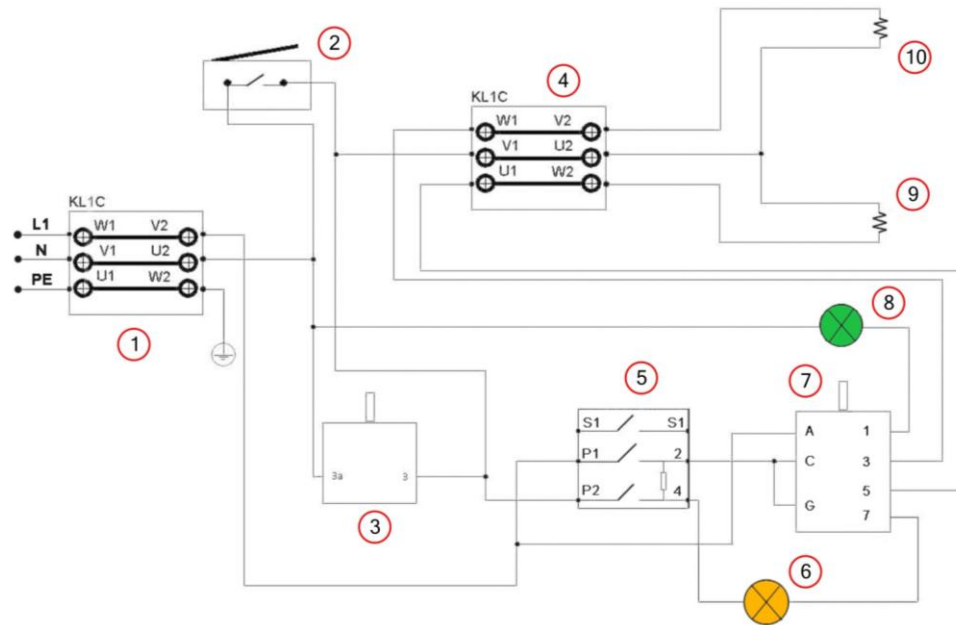 10
2
4
KL1C
W1 V2
V1 U2
U1 W2
9
KL1C
L1 W1 V2
N V1 U2
PE U1 W2
8
1
5
7
S1 S1
A 1
P1 2
C 3
3a 3
P2 4
5
G
7
3
6